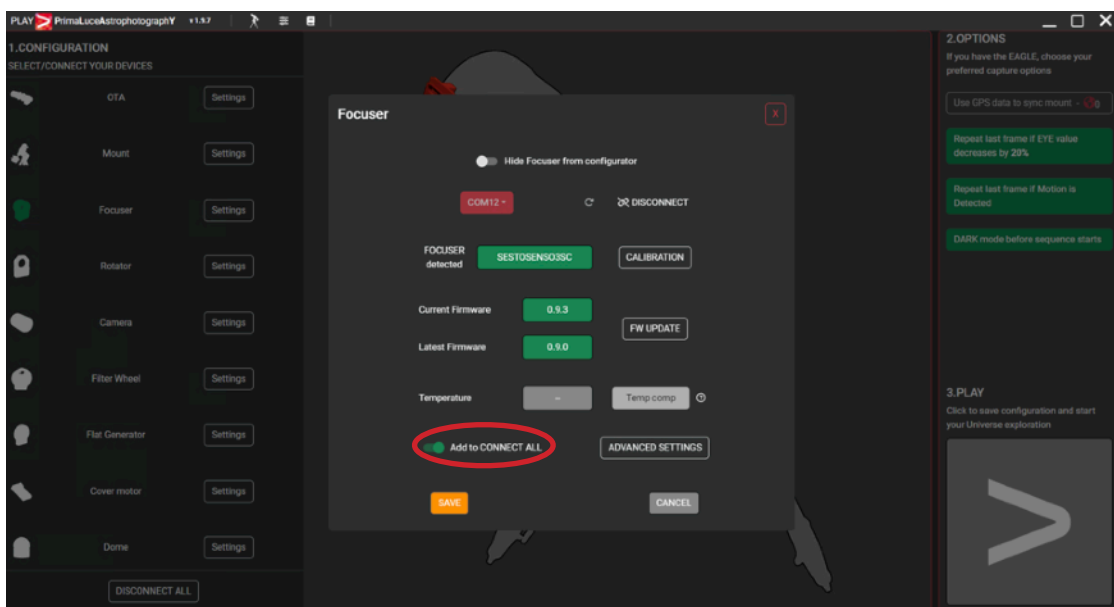 PLAY PrimaLuceAstrophotographY v1.9.7
1.CONFIGURATION
SELECT/CONNECT YOUR DEVICES
OTA Settings
Mount Settings
Focuser Settings
Rotator Settings
Camera Settings
Filter Wheel Settings
Flat Generator Settings
Cover motor Settings
Dome Settings
DISCONNECT ALL
Focuser
X
Hide Focuser from configurator
COM12
DISCONNECT
FOCUSER
detected
SESTOSENSO3SC
CALIBRATION
Current Firmware
0.9.3
FW UPDATE
Latest Firmware
0.9.0
Temperature
–
Temp comp
Add to CONNECT ALL
ADVANCED SETTINGS
SAVE
CANCEL
2.OPTIONS
If you have the EAGLE, choose your
preferred capture options
Use GPS data to sync mount -
Repeat last frame if EYE value
decreases by 20%
Repeat last frame if Motion is
Detected
DARK mode before sequence starts
3.PLAY
Click to save configuration and start
your Universe exploration